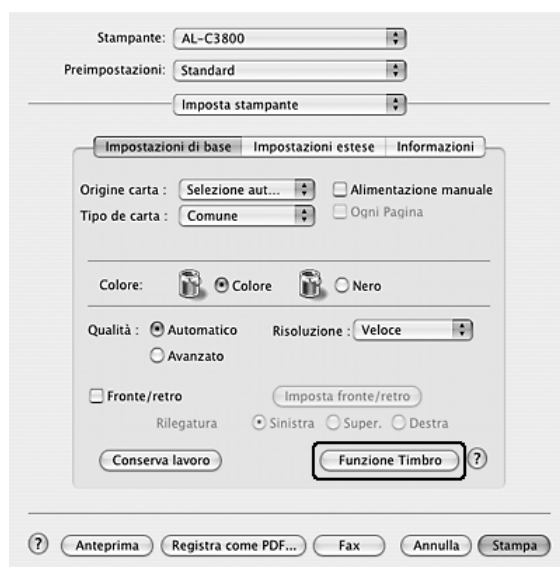 Stampante: AL-C3800
Preimpostazioni: Standard
Imposta stampante
Impostazioni di base Impostazioni estese Informazioni
Origine carta : Selezione aut... Alimentazione manuale
Tipo de carta : Comune Ogni Pagina
Colore: Colore Nero
Qualità : Automatico Risoluzione : Veloce
Avanzato
Fronte/retro Imposta fronte/retro
Rilegatura Sinistra Super. Destra
Conserva lavoro Funzione Timbro ?
? Anteprima Registra come PDF... Fax Annulla Stampa